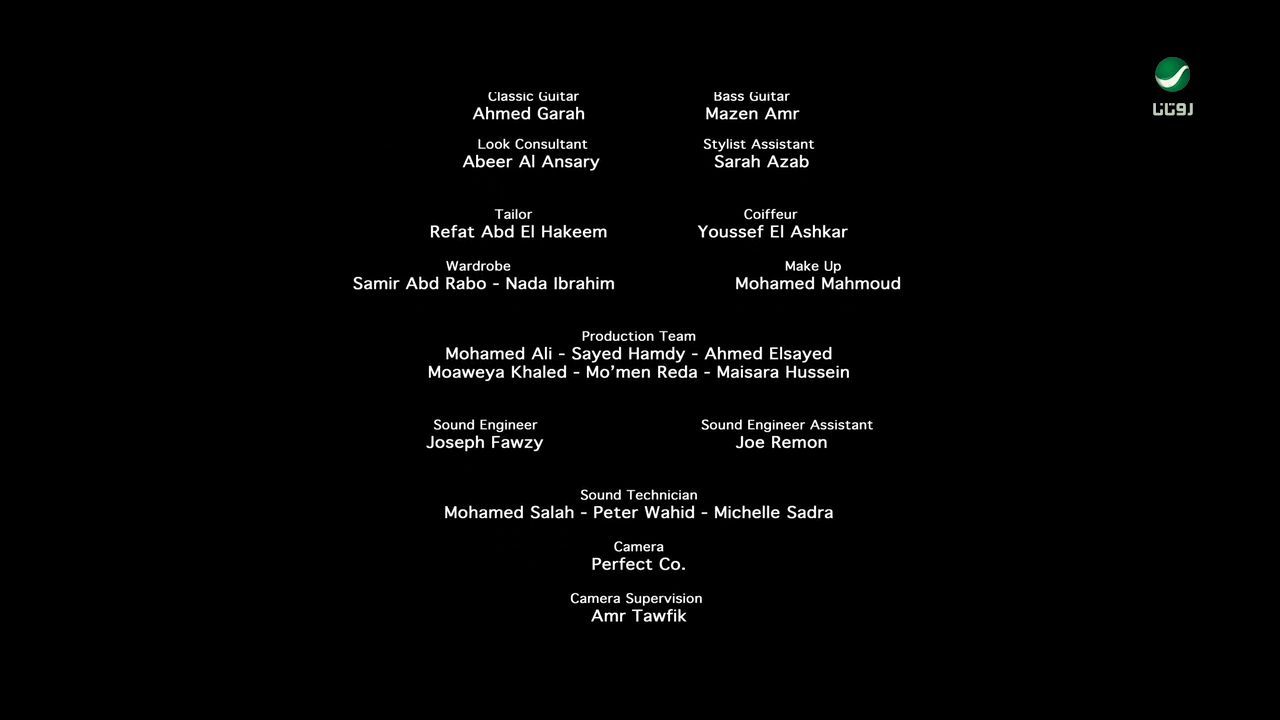 روتانا
Classic Guitar Bass Guitar
Ahmed Garah Mazen Amr
Look Consultant Stylist Assistant
Abeer Al Ansary Sarah Azab
Tailor Coiffeur
Refat Abd El Hakeem Youssef El Ashkar
Wardrobe Make Up
Samir Abd Rabo - Nada Ibrahim Mohamed Mahmoud
Production Team
Mohamed Ali - Sayed Hamdy - Ahmed Elsayed
Moaweya Khaled - Mo’men Reda - Maisara Hussein
Sound Engineer Sound Engineer Assistant
Joseph Fawzy Joe Remon
Sound Technician
Mohamed Salah - Peter Wahid - Michelle Sadra
Camera
Perfect Co.
Camera Supervision
Amr Tawfik